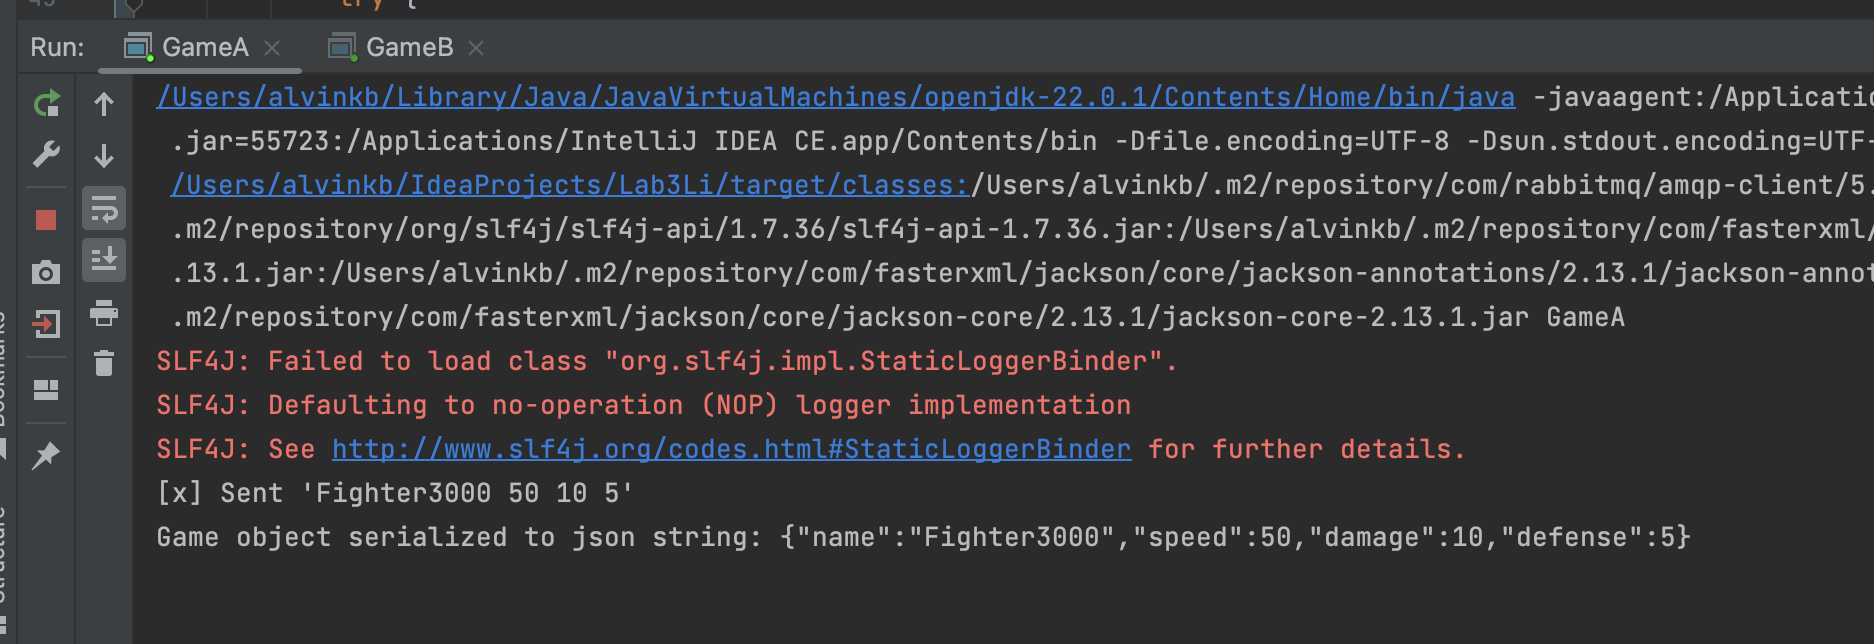 try {
Run: GameA GameB
/Users/alvinkb/Library/Java/JavaVirtualMachines/openjdk-22.0.1/Contents/Home/bin/java -javaagent:/Applicatio
.jar=55723:/Applications/IntelliJ IDEA CE.app/Contents/bin -Dfile.encoding=UTF-8 -Dsun.stdout.encoding=UTF-
/Users/alvinkb/IdeaProjects/Lab3Li/target/classes:/Users/alvinkb/.m2/repository/com/rabbitmq/amqp-client/5.
.m2/repository/org/slf4j/slf4j-api/1.7.36/slf4j-api-1.7.36.jar:/Users/alvinkb/.m2/repository/com/fasterxml/
.13.1.jar:/Users/alvinkb/.m2/repository/com/fasterxml/jackson/core/jackson-annotations/2.13.1/jackson-annot
.m2/repository/com/fasterxml/jackson/core/jackson-core/2.13.1/jackson-core-2.13.1.jar GameA
SLF4J: Failed to load class "org.slf4j.impl.StaticLoggerBinder".
SLF4J: Defaulting to no-operation (NOP) logger implementation
SLF4J: See http://www.slf4j.org/codes.html#StaticLoggerBinder for further details.
[x] Sent 'Fighter3000 50 10 5'
Game object serialized to json string: {"name":"Fighter3000","speed":50,"damage":10,"defense":5}
Bookmarks
Structure